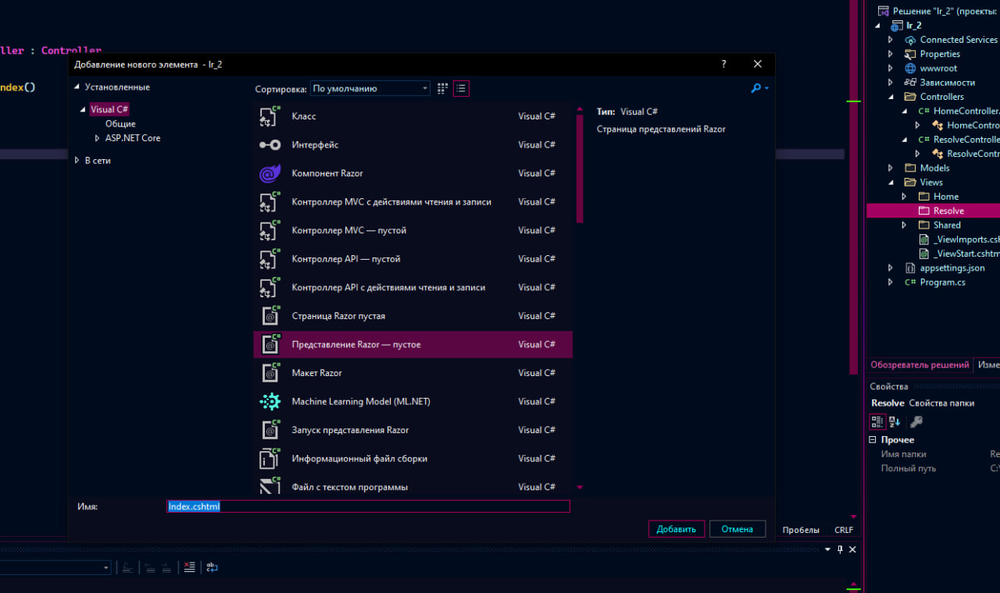 ller : Controller
ndex()
Добавление нового элемента - lr_2
?
Установленные
Visual C#
Общие
ASP.NET Core
В сети
Сортировка: По умолчанию
Класс Visual C#
Интерфейс Visual C#
Компонент Razor Visual C#
Контроллер MVC с действиями чтения и записи Visual C#
Контроллер MVC — пустой Visual C#
Контроллер API — пустой Visual C#
Контроллер API с действиями чтения и записи Visual C#
Страница Razor пустая Visual C#
Представление Razor — пустое Visual C#
Макет Razor Visual C#
Machine Learning Model (ML.NET) Visual C#
Запуск представления Razor Visual C#
Информационный файл сборки Visual C#
Файл с текстом программы Visual C#
Тип: Visual C#
Страница представлений Razor
Имя: Index.cshtml
Добавить Отмена
Пробелы CRLF
Решение "lr_2" (проекты:
lr_2
Connected Services
Properties
wwwroot
Зависимости
Controllers
C# HomeController.
HomeContro
C# ResolveControlle
ResolveContr
Models
Views
Home
Resolve
Shared
_ViewImports.csh
_ViewStart.cshtm
appsettings.json
C# Program.cs
Обозреватель решений Изме
Свойства
Resolve Свойства папки
Прочее
Имя папки Re
Полный путь C:\